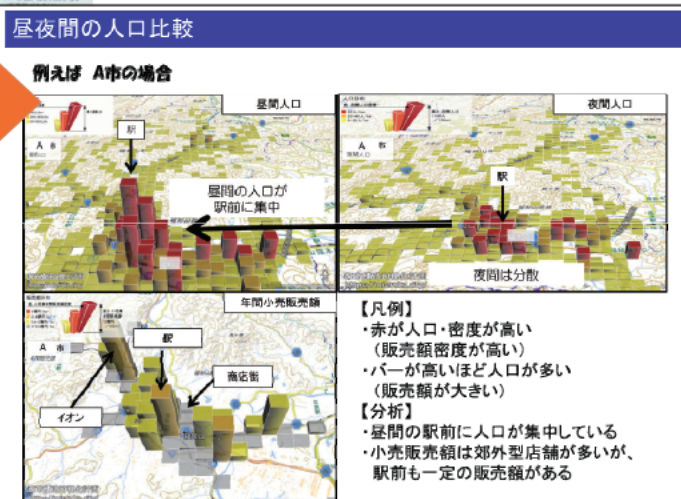 昼夜間の人口比較
例えば A市の場合
昼間人口
夜間人口
駅
A 市
A 市
駅
昼間の人口が
駅前に集中
夜間は分散
年間小売販売額
A 市
駅
商店街
イオン
【凡例】
・赤が人口・密度が高い
（販売額密度が高い）
・バーが高いほど人口が多い
（販売額が大きい）
【分析】
・昼間の駅前に人口が集中している
・小売販売額は郊外型店舗が多いが、
駅前も一定の販売額がある